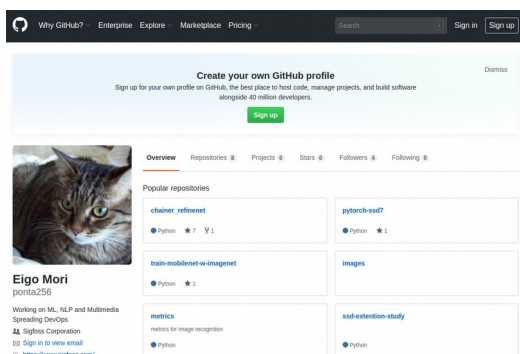 Why GitHub? Enterprise Explore Marketplace Pricing Search / Sign in Sign up
Dismiss
Create your own GitHub profile
Sign up for your own profile on GitHub, the best place to host code, manage projects, and build software
alongside 40 million developers.
Sign up
Overview Repositories 8 Projects 0 Stars 0 Followers 4 Following 0
Popular repositories
chainer_refinenet
Python 7 1
pytorch-ssd7
Python 1
train-mobilenet-w-imagenet
Python 1
images
metrics
metrics for image recognition
Python
ssd-extention-study
Python
Eigo Mori
ponta256
Working on ML, NLP and Multimedia
Spreading DevOps
Sigfoss Corporation
Sign in to view email
https://www.sigfoss.com/